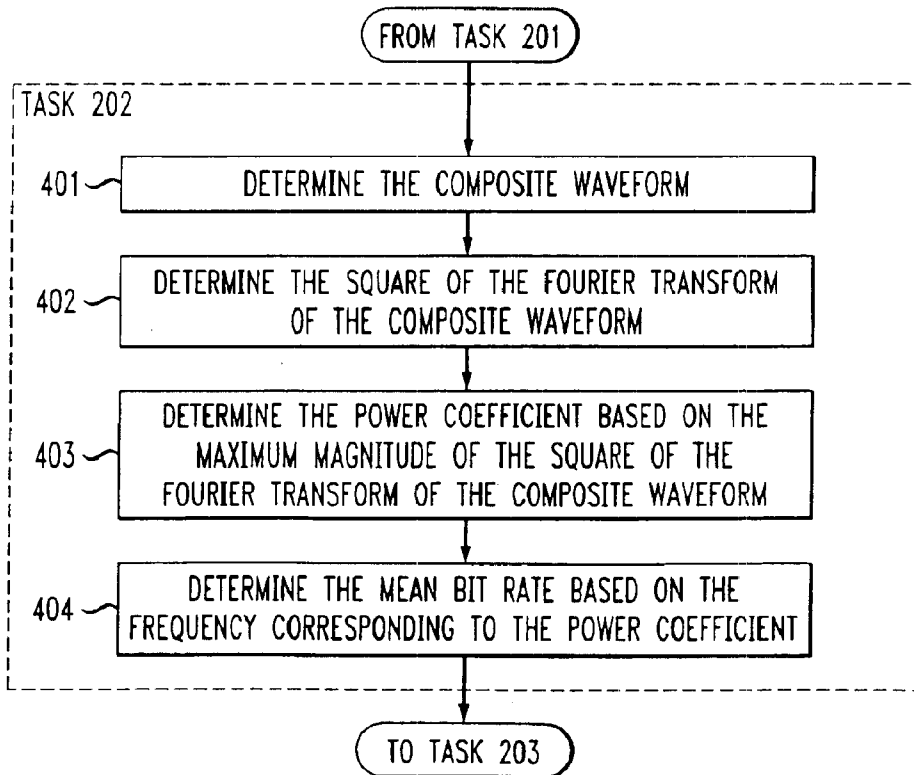 FROM TASK 201
TASK 202
401
DETERMINE THE COMPOSITE WAVEFORM
402
DETERMINE THE SQUARE OF THE FOURIER TRANSFORM
OF THE COMPOSITE WAVEFORM
403
DETERMINE THE POWER COEFFICIENT BASED ON THE
MAXIMUM MAGNITUDE OF THE SQUARE OF THE
FOURIER TRANSFORM OF THE COMPOSITE WAVEFORM
404
DETERMINE THE MEAN BIT RATE BASED ON THE
FREQUENCY CORRESPONDING TO THE POWER COEFFICIENT
TO TASK 203